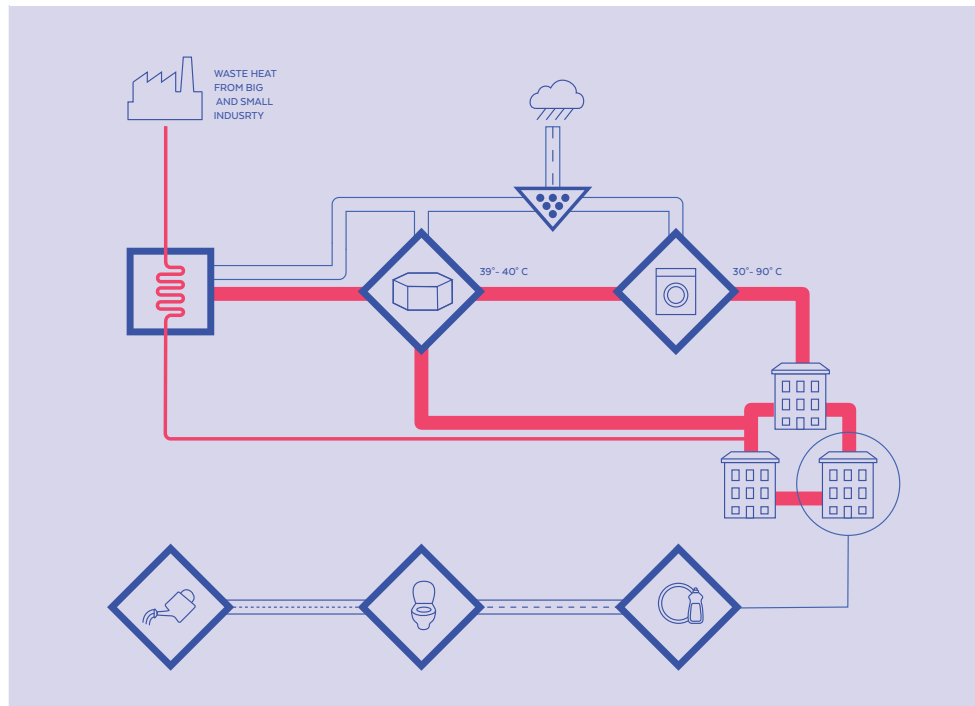 WASTE HEAT
FROM BIG
AND SMALL
INDUSRTY
39°- 40° C
30°- 90° C